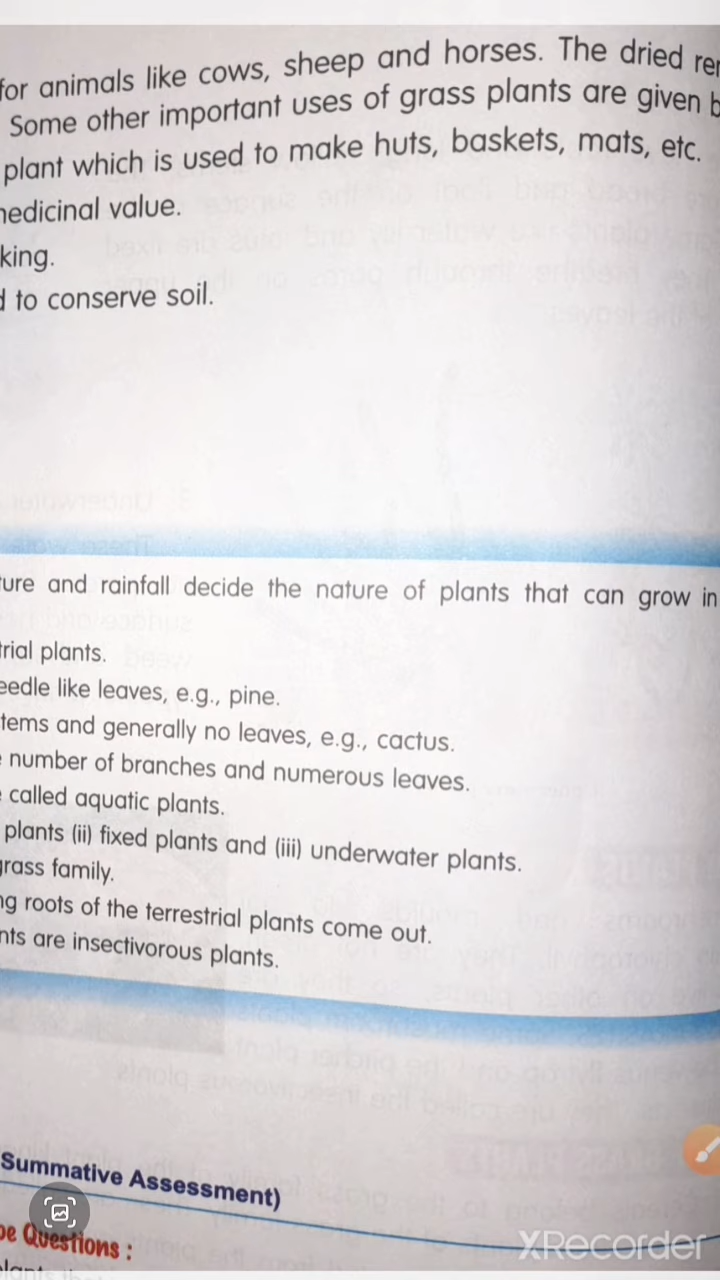 for animals like cows, sheep and horses. The dried
Some other important uses of grass plants are given
plant which is used to make huts, baskets, mats, etc.
medicinal value.
king.
to conserve soil.
ture and rainfall decide the nature of plants that can grow in
trial plants.
eedle like leaves, e.g., pine.
tems and generally no leaves, e.g., cactus.
number of branches and numerous leaves.
called aquatic plants.
plants (ii) fixed plants and (iii) underwater plants.
grass family.
ng roots of the terrestrial plants come out.
nts are insectivorous plants.
Summative Assessment)
pe Questions :
XRecorder